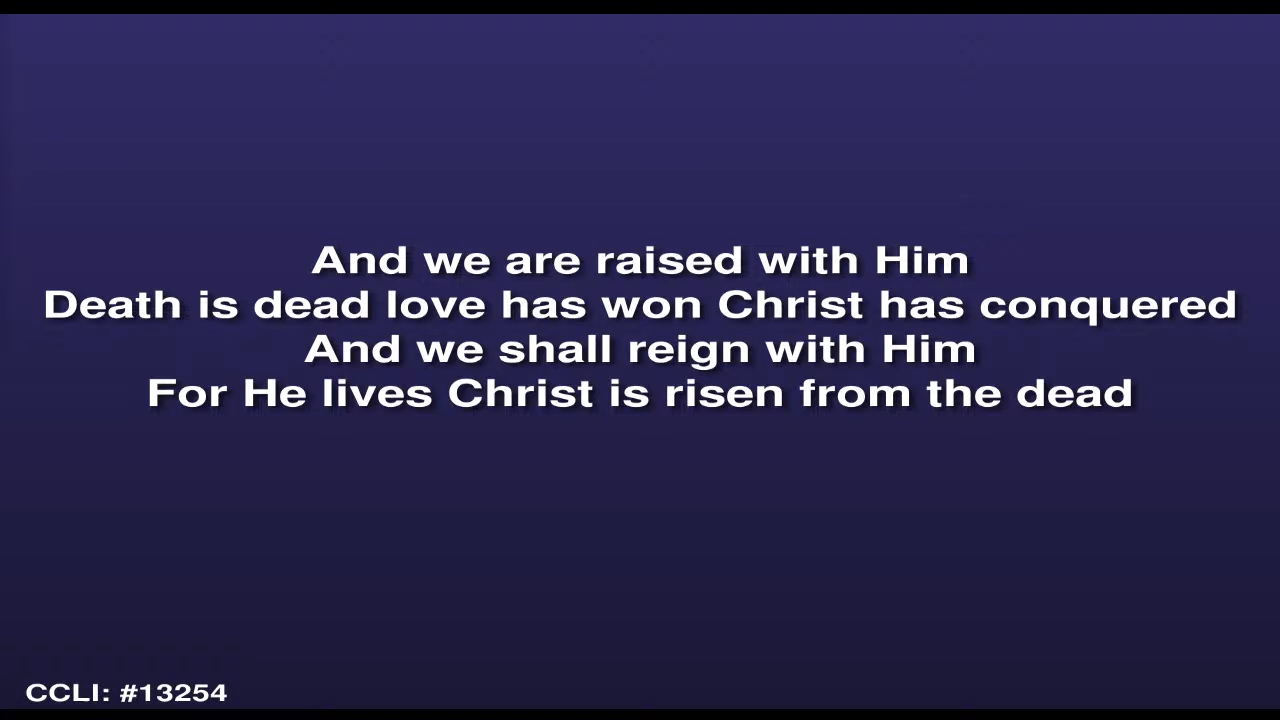 And we are raised with Him
Death is dead love has won Christ has conquered
And we shall reign with Him
For He lives Christ is risen from the dead
CCLI: #13254